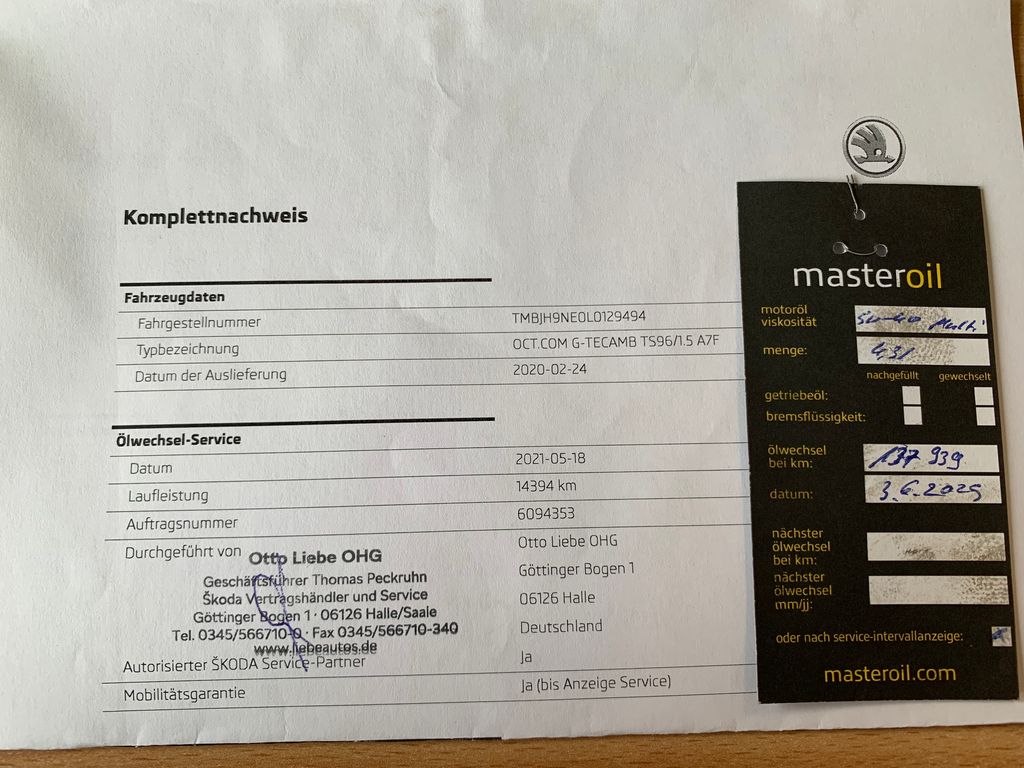 Komplettnachweis
Fahrzeugdaten
Fahrgestellnummer TMBJH9NE0L0129494
Typbezeichnung OCT.COM G-TECAMB TS96/1.5 A7F
Datum der Auslieferung 2020-02-24
Ölwechsel-Service
Datum 2021-05-18
Laufleistung 14394 km
Auftragsnummer 6094353
Durchgeführt von Otto Liebe OHG
Göttinger Bogen 1
06126 Halle
Deutschland
Otto Liebe OHG
Geschäftsführer Thomas Peckruhn
Škoda Vertragshändler und Service
Göttinger Bogen 1 · 06126 Halle/Saale
Tel. 0345/566710-0 · Fax 0345/566710-340
www.liebeautos.de
Autorisierter ŠKODA Service-Partner Ja
Mobilitätsgarantie Ja (bis Anzeige Service)
masteroil
motoröl
viskosität Multi
menge: 4,3l
nachgefüllt gewechselt
getriebeöl:
bremsflüssigkeit:
ölwechsel
bei km: 137 939
datum: 3.6.2025
nächster
ölwechsel
bei km:
nächster
ölwechsel
mm/jj:
oder nach service-intervallanzeige:
masteroil.com